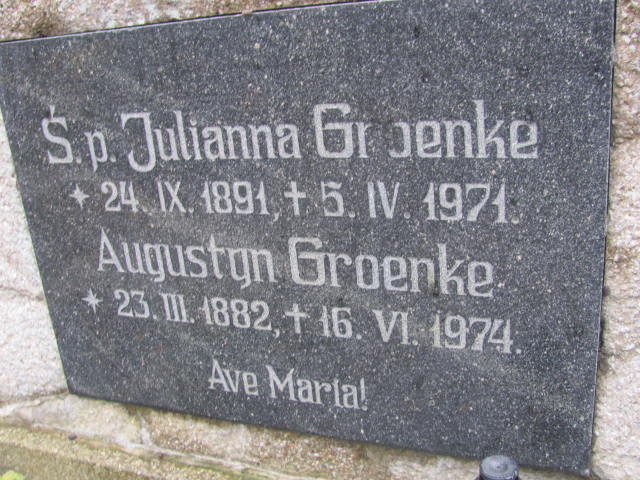 Ś. p. Julianna Groenke
* 24. IX. 1891, † 5. IV. 1971.
Augustyn Groenke
* 23. III. 1882, † 16. VI. 1974.
Ave Maria!